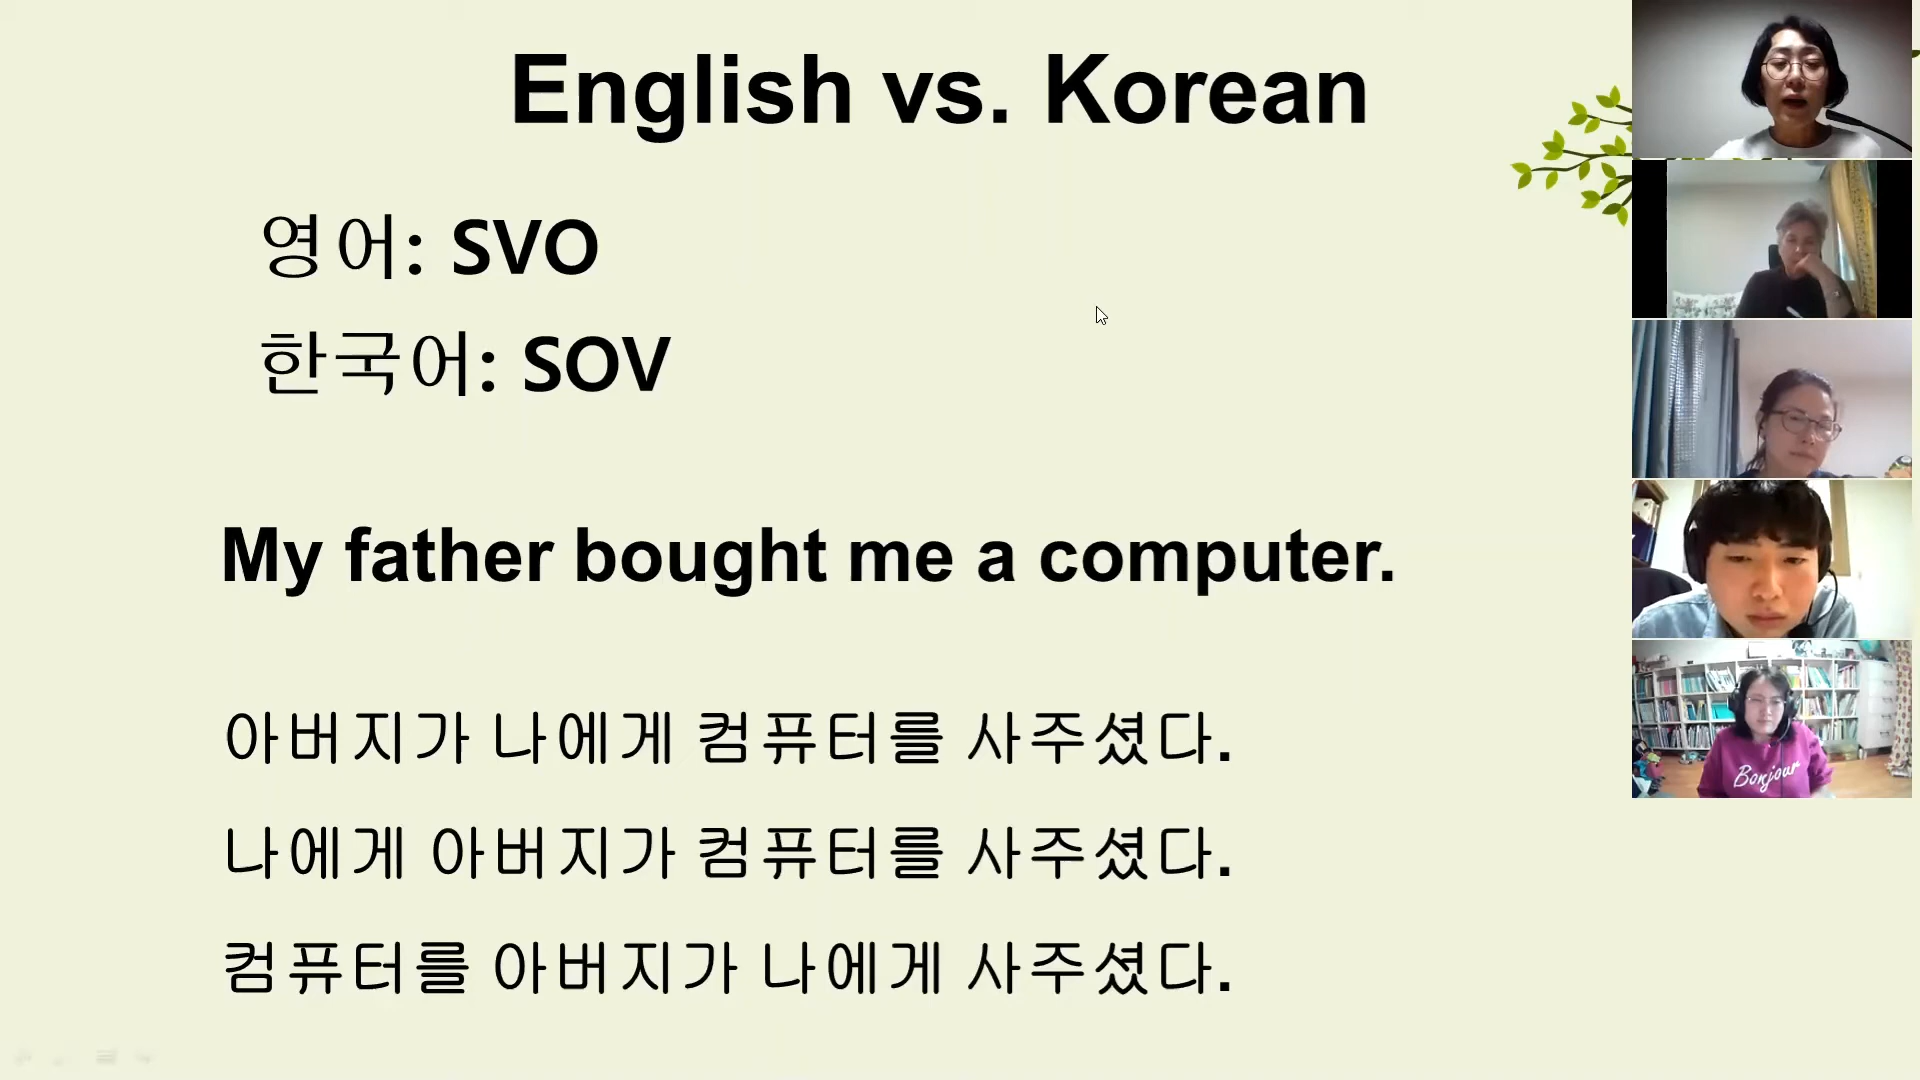 English vs. Korean
영어: SVO
한국어: SOV
My father bought me a computer.
아버지가 나에게 컴퓨터를 사주셨다.
나에게 아버지가 컴퓨터를 사주셨다.
컴퓨터를 아버지가 나에게 사주셨다.
Bonjour